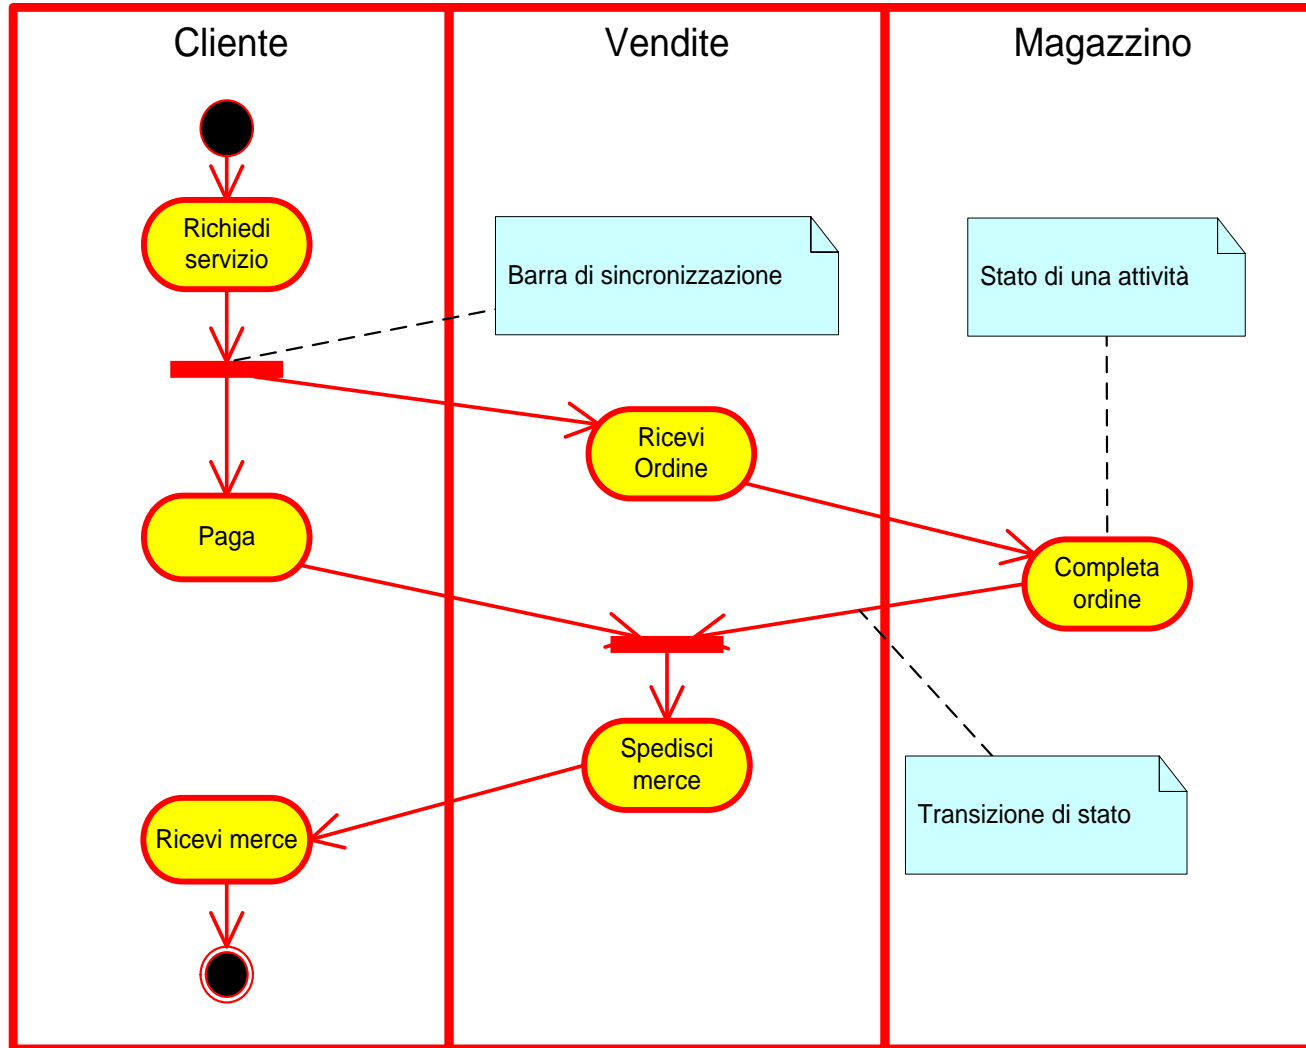 Cliente
Vendite
Magazzino
Richiedi
servizio
Barra di sincronizzazione
Stato di una attività
Ricevi
Ordine
Paga
Completa
ordine
Spedisci
merce
Transizione di stato
Ricevi merce